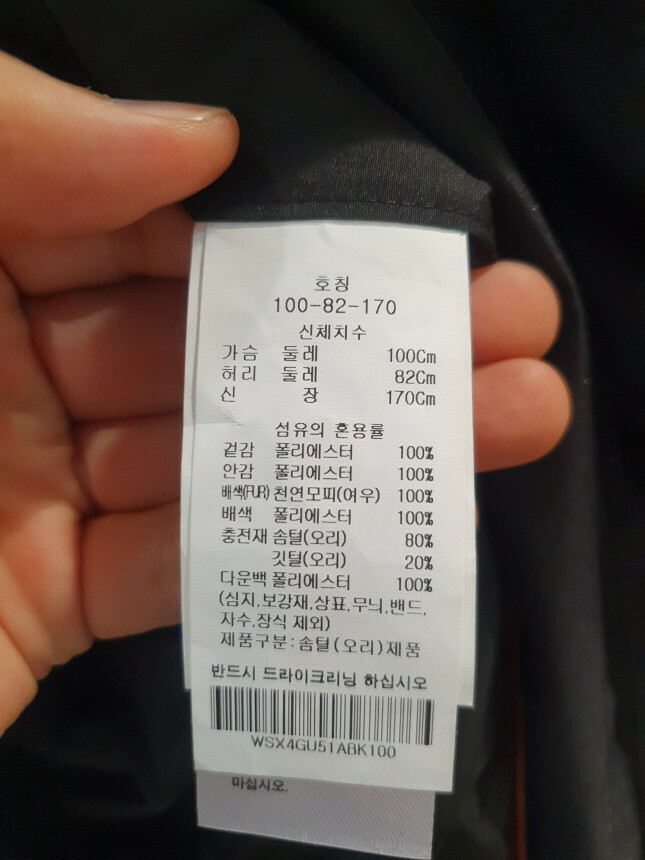 호칭
100-82-170
신체치수
가슴 둘레 100Cm
허리 둘레 82Cm
신 장 170Cm
섬유의 혼용률
겉감 폴리에스터 100%
안감 폴리에스터 100%
배색(FUR) 천연모피(여우) 100%
배색 폴리에스터 100%
충전재 솜털(오리) 80%
깃털(오리) 20%
다운백 폴리에스터 100%
(심지,보강재,상표,무늬,밴드,
자수,장식 제외)
제품구분:솜털(오리)제품
반드시 드라이크리닝 하십시오
WSX4GU51ABK100
마십시오.